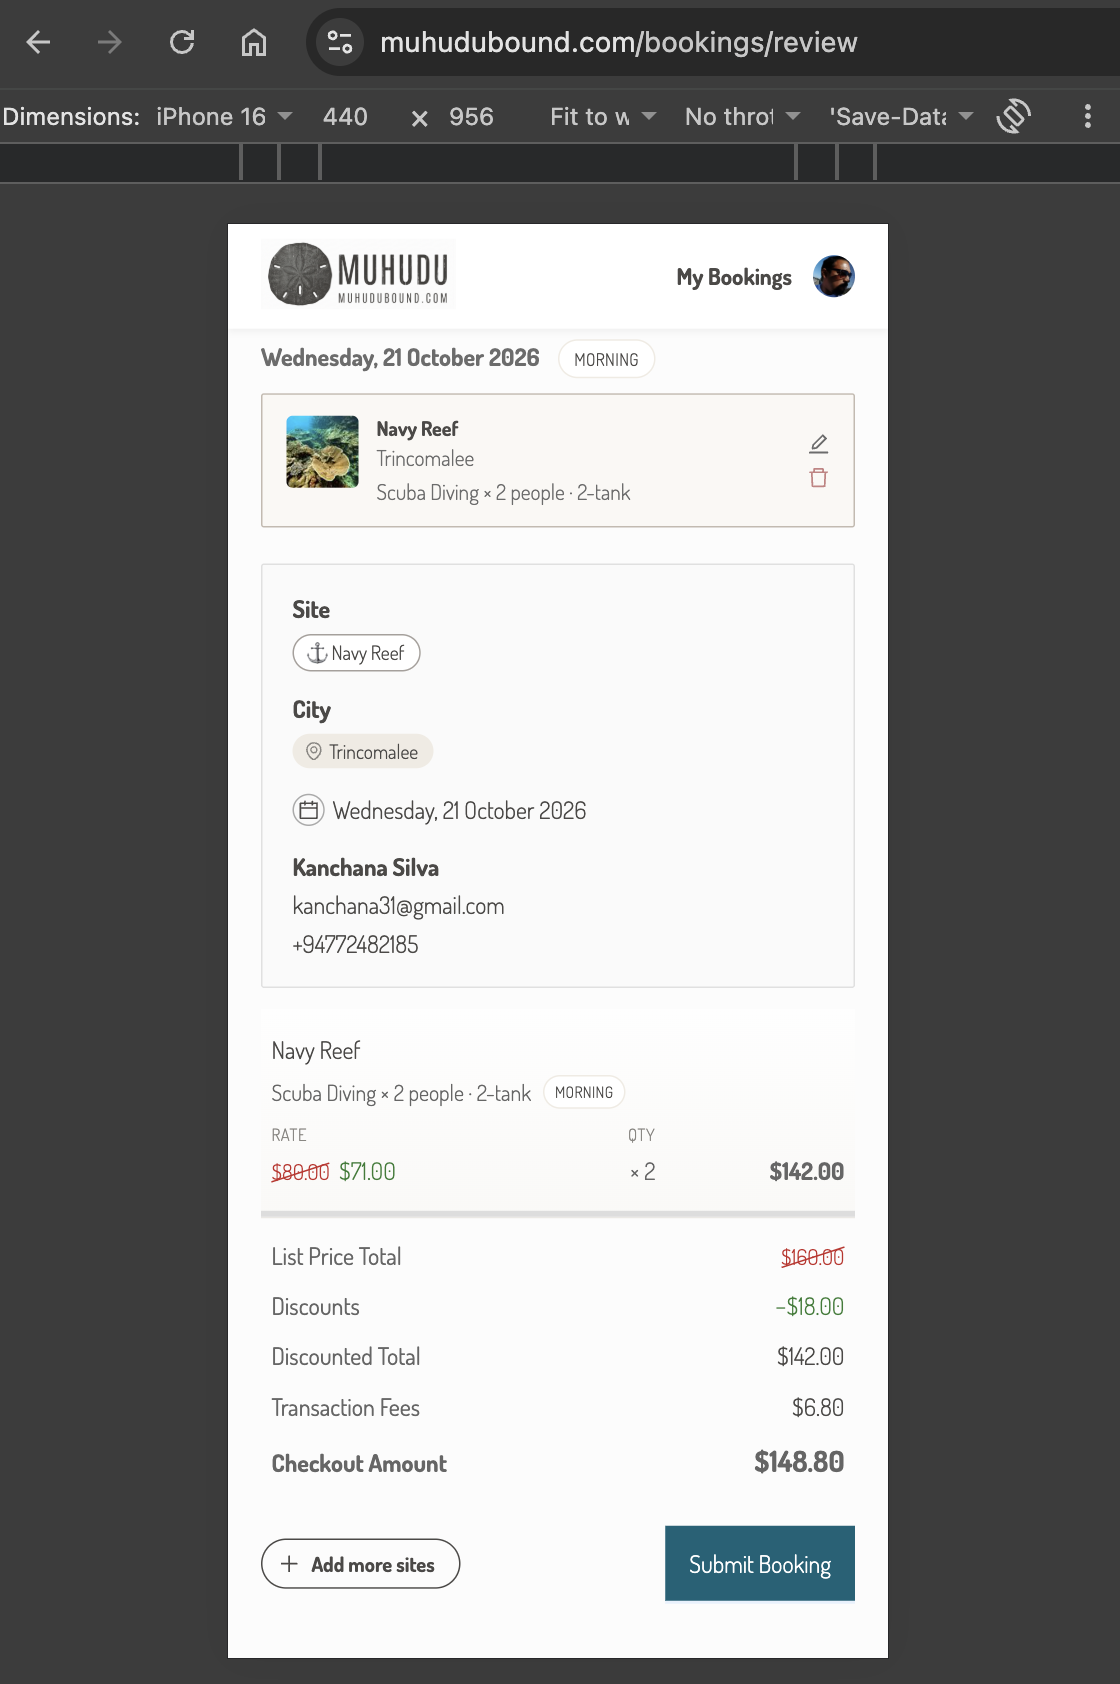 muhudubound.com/bookings/review
Dimensions: iPhone 16 440 × 956 Fit to w No throt 'Save-Data
MUHUDU
MUHUDUBOUND.COM
My Bookings
Wednesday, 21 October 2026 MORNING
Navy Reef
Trincomalee
Scuba Diving × 2 people · 2-tank
Site
Navy Reef
City
Trincomalee
Wednesday, 21 October 2026
Kanchana Silva
kanchana31@gmail.com
+94772482185
Navy Reef
Scuba Diving × 2 people · 2-tank MORNING
RATE QTY
$80.00 $71.00 × 2 $142.00
List Price Total $160.00
Discounts −$18.00
Discounted Total $142.00
Transaction Fees $6.80
Checkout Amount $148.80
+ Add more sites Submit Booking